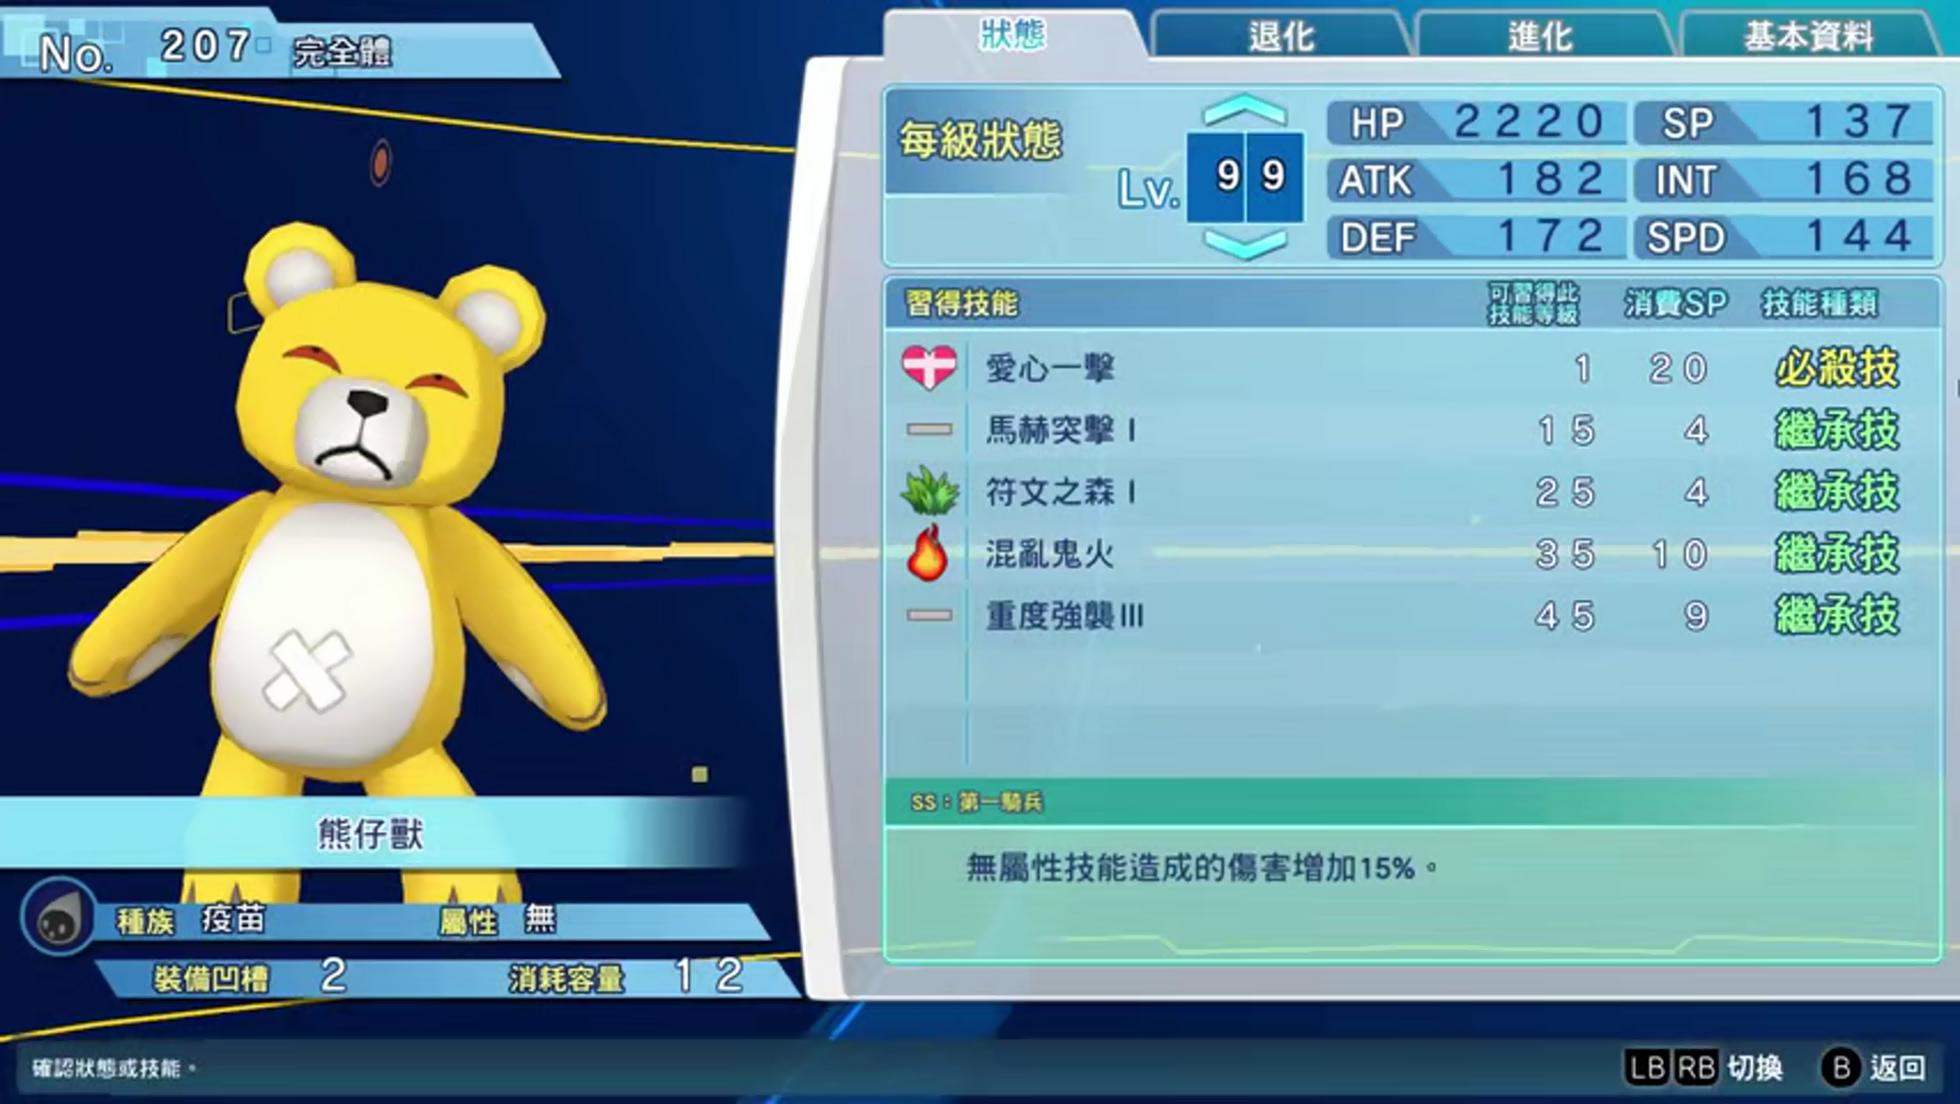 No. 207 完全體
狀態 退化 進化 基本資料
每級狀態 Lv. 99
HP 2220 SP 137
ATK 182 INT 168
DEF 172 SPD 144
習得技能 可習得此技能等級 消費SP 技能種類
愛心一擊 1 20 必殺技
馬赫突擊 I 15 4 繼承技
符文之森 I 25 4 繼承技
混亂鬼火 35 10 繼承技
重度強襲 III 45 9 繼承技
SS：第一騎兵
無屬性技能造成的傷害增加15%。
熊仔獸
種族 疫苗 屬性 無
裝備凹槽 2 消耗容量 12
確認狀態或技能。
LB RB 切換 B 返回